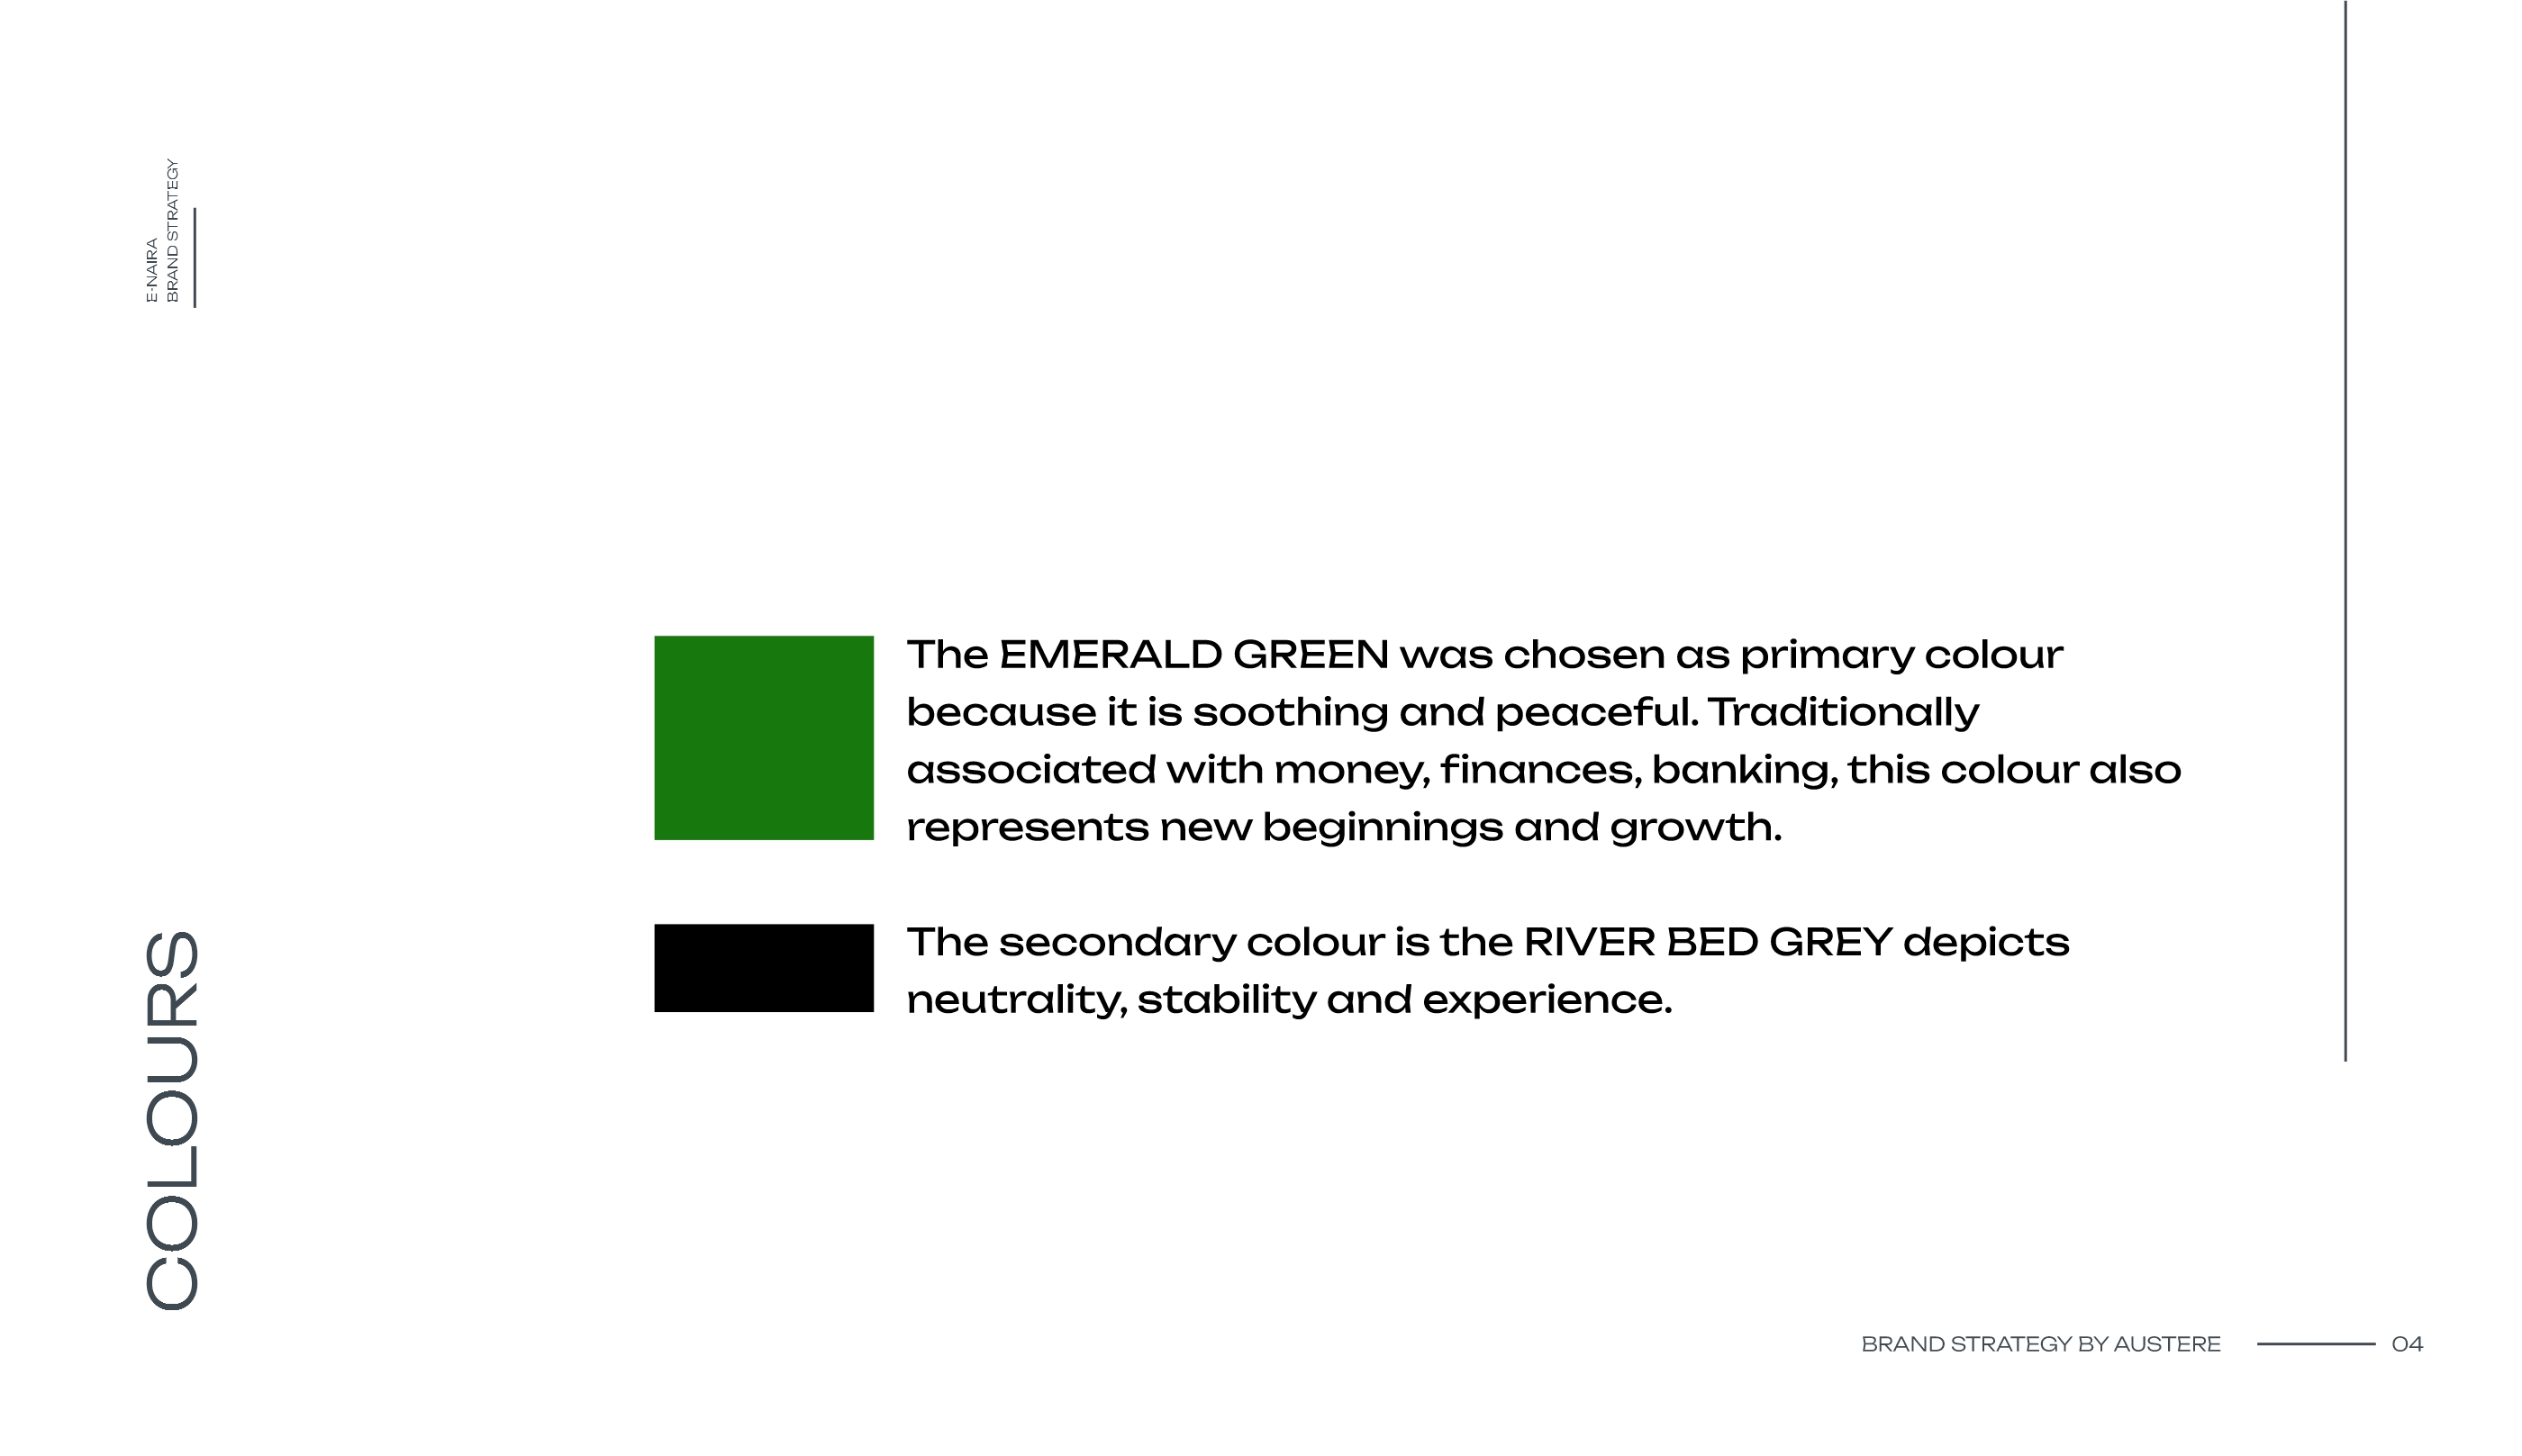 E-NAIRA
BRAND STRATEGY
COLOURS
The EMERALD GREEN was chosen as primary colour
because it is soothing and peaceful. Traditionally
associated with money, finances, banking, this colour also
represents new beginnings and growth.
The secondary colour is the RIVER BED GREY depicts
neutrality, stability and experience.
BRAND STRATEGY BY AUSTERE
04